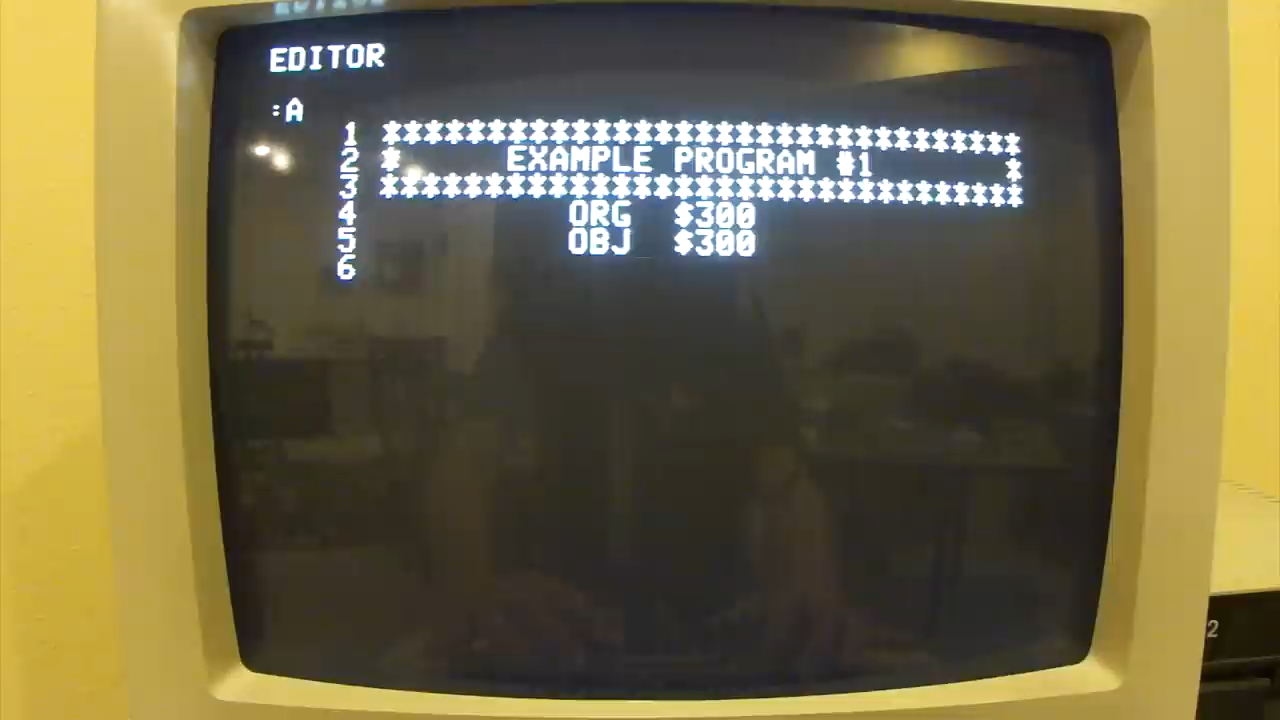 EDITOR
:A
1 ********************************
2 *      EXAMPLE PROGRAM #1      *
3 ********************************
4 ORG $300
5 OBJ $300
6